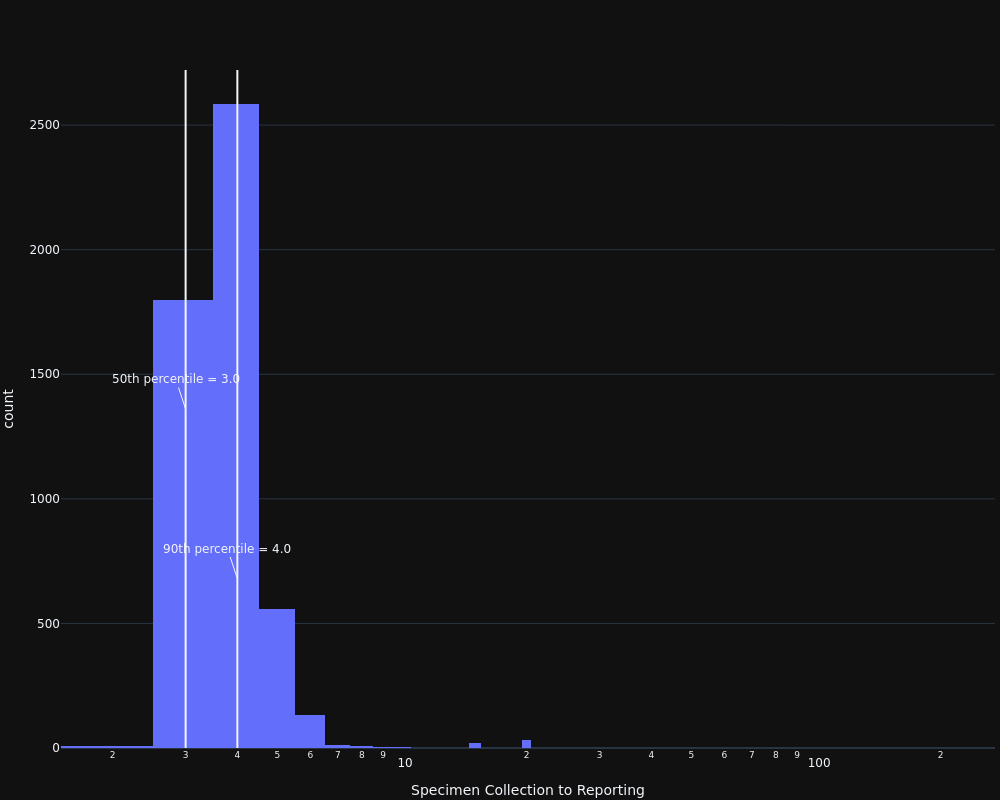 2500
2000
1500
50th percentile = 3.0
count
1000
90th percentile = 4.0
500
0
2 3 4 5 6 7 8 9 10 2 3 4 5 6 7 8 9 100 2
Specimen Collection to Reporting